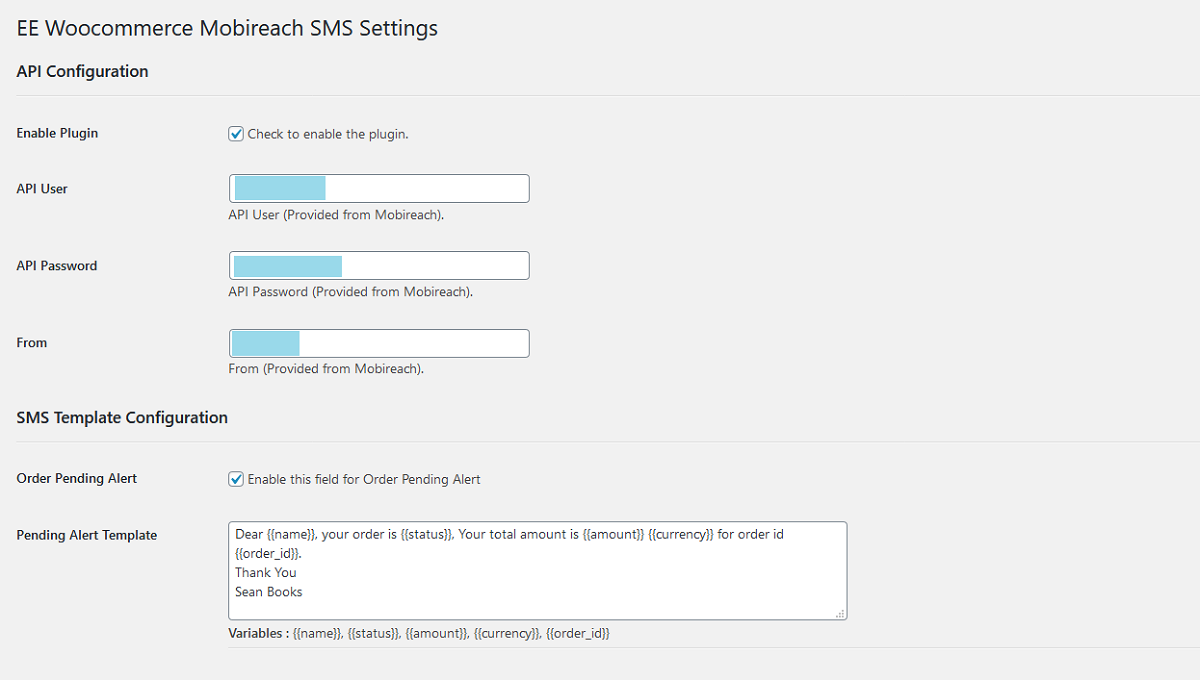 EE Woocommerce Mobireach SMS Settings
API Configuration
Enable Plugin
Check to enable the plugin.
API User
API User (Provided from Mobireach).
API Password
API Password (Provided from Mobireach).
From
From (Provided from Mobireach).
SMS Template Configuration
Order Pending Alert
Enable this field for Order Pending Alert
Pending Alert Template
Dear {{name}}, your order is {{status}}, Your total amount is {{amount}} {{currency}} for order id
{{order_id}}.
Thank You
Sean Books
Variables : {{name}}, {{status}}, {{amount}}, {{currency}}, {{order_id}}